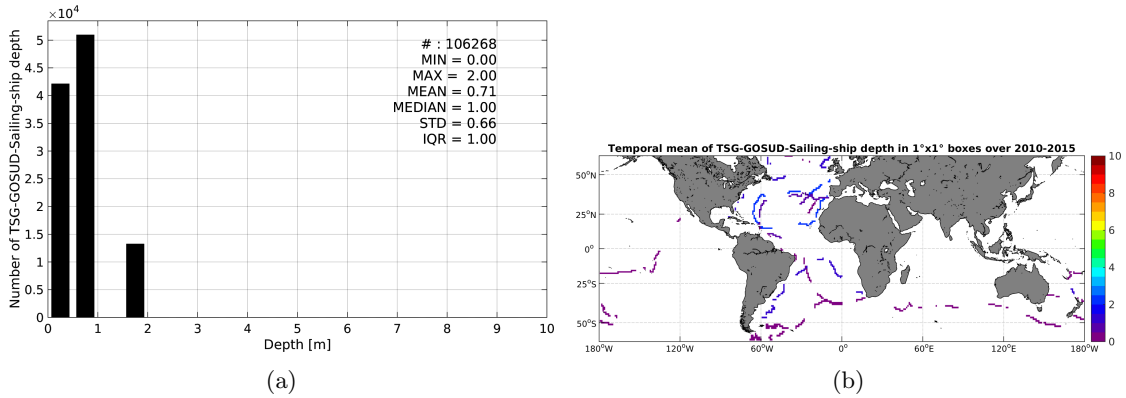 ×10⁴
5
4.5
4
3.5
3
2.5
2
1.5
1
0.5
0
Number of TSG-GOSUD-Sailing-ship depth
# : 106268
MIN = 0.00
MAX = 2.00
MEAN = 0.71
MEDIAN = 1.00
STD = 0.66
IQR = 1.00
0 1 2 3 4 5 6 7 8 9 10
Depth [m]
(a)
Temporal mean of TSG-GOSUD-Sailing-ship depth in 1°x1° boxes over 2010-2015
50°N
25°N
0°
25°S
50°S
180°W 120°W 60°W 0° 60°E 120°E 180°W
10
8
6
4
2
0
(b)